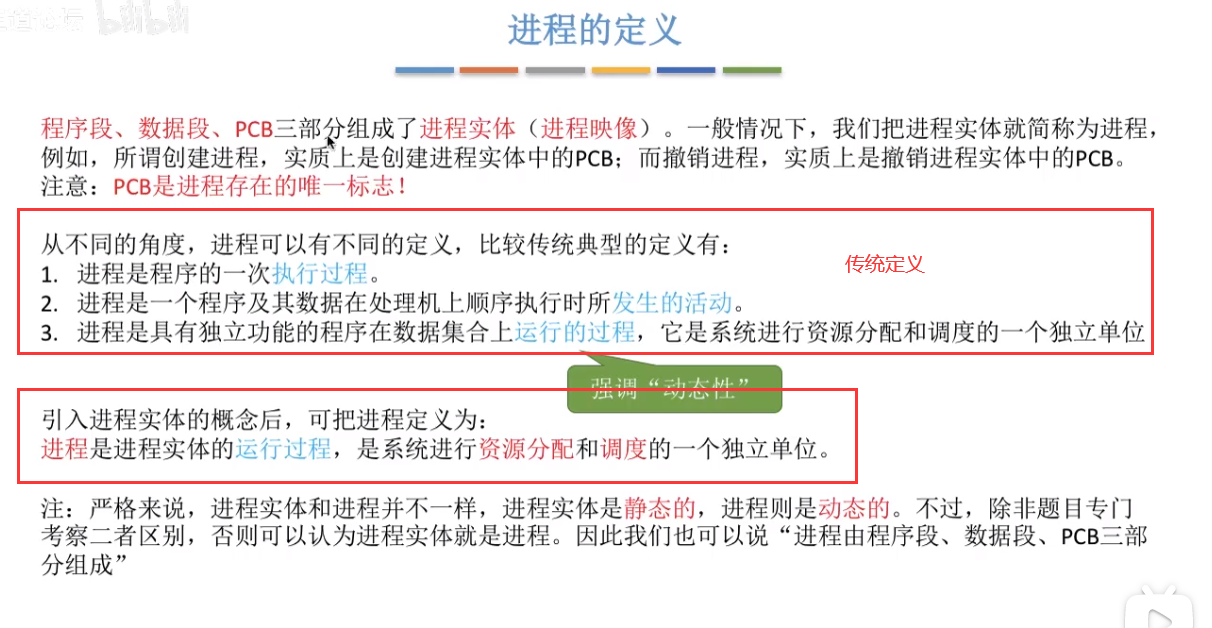 bilibili
进程的定义
程序段、数据段、PCB三部分组成了进程实体（进程映像）。一般情况下，我们把进程实体就简称为进程，
例如，所谓创建进程，实质上是创建进程实体中的PCB；而撤销进程，实质上是撤销进程实体中的PCB。
注意：PCB是进程存在的唯一标志！
从不同的角度，进程可以有不同的定义，比较传统典型的定义有：
传统定义
1. 进程是程序的一次执行过程。
2. 进程是一个程序及其数据在处理机上顺序执行时所发生的活动。
3. 进程是具有独立功能的程序在数据集合上运行的过程，它是系统进行资源分配和调度的一个独立单位
强调“动态性”
引入进程实体的概念后，可把进程定义为：
进程是进程实体的运行过程，是系统进行资源分配和调度的一个独立单位。
注：严格来说，进程实体和进程并不一样，进程实体是静态的，进程则是动态的。不过，除非题目专门
考察二者区别，否则可以认为进程实体就是进程。因此我们也可以说“进程由程序段、数据段、PCB三部
分组成”